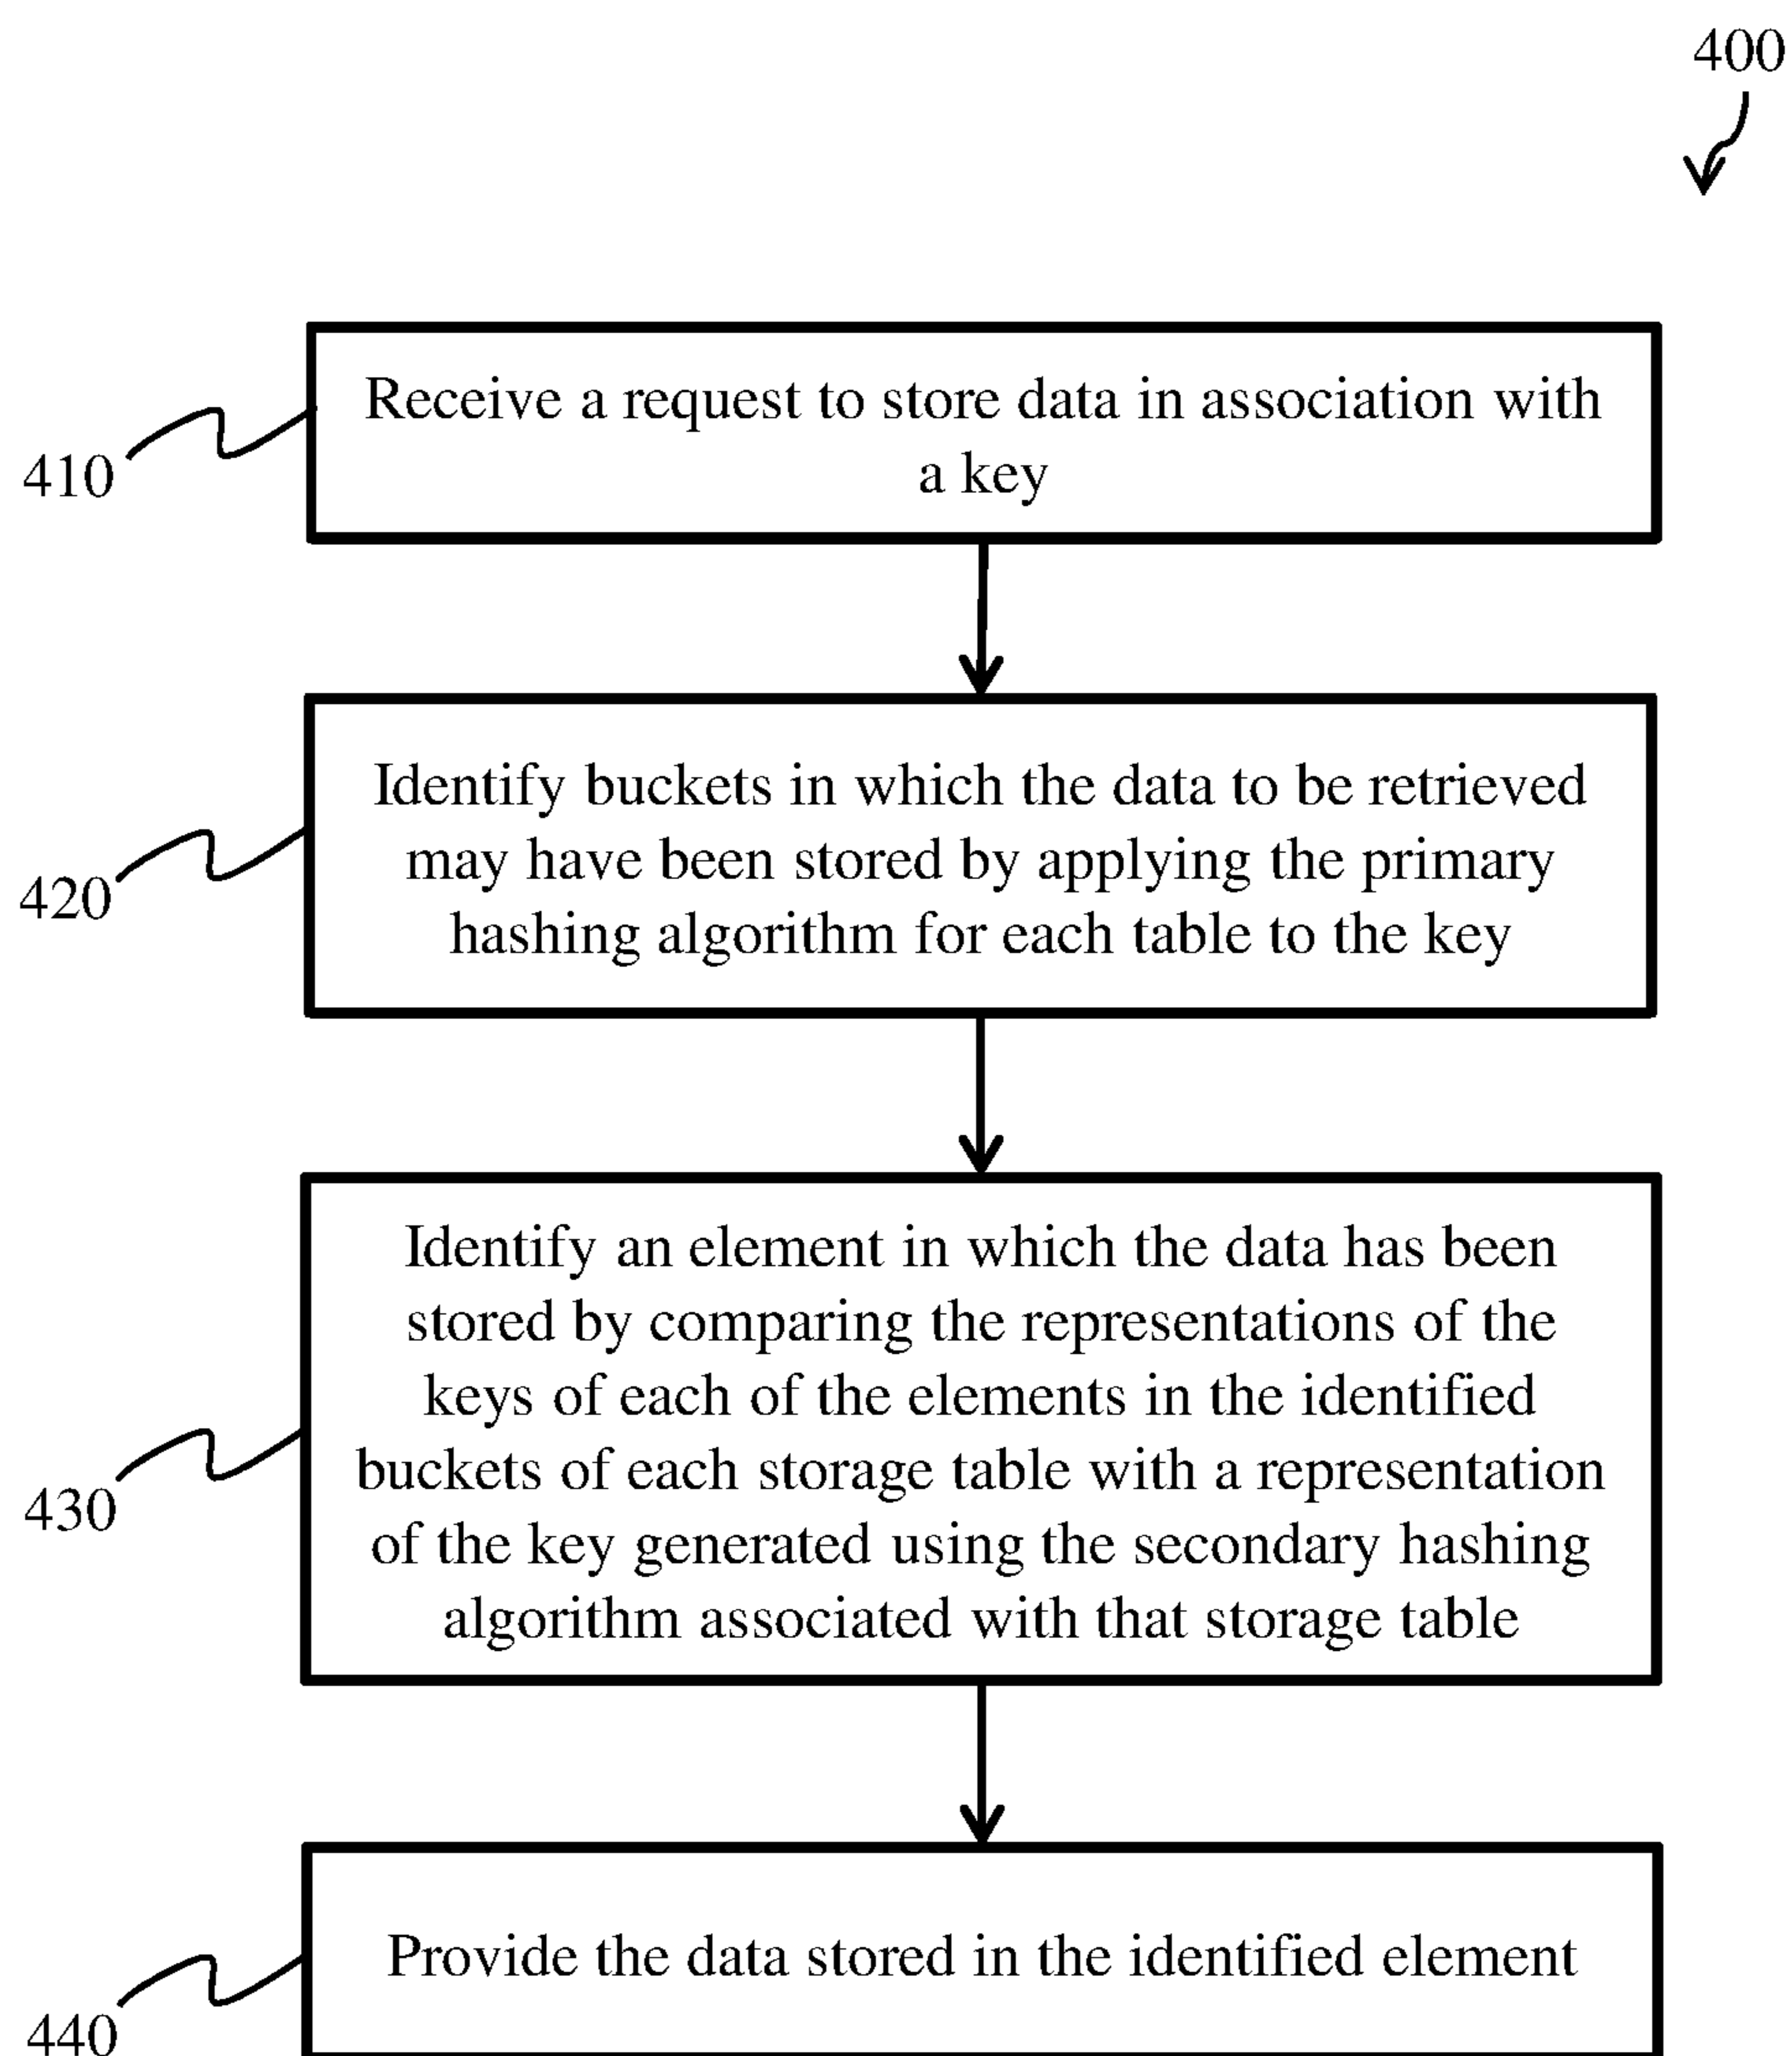 400
Receive a request to store data in association with
a key
410
Identify buckets in which the data to be retrieved
may have been stored by applying the primary
hashing algorithm for each table to the key
420
Identify an element in which the data has been
stored by comparing the representations of the
keys of each of the elements in the identified
buckets of each storage table with a representation
of the key generated using the secondary hashing
algorithm associated with that storage table
430
Provide the data stored in the identified element
440